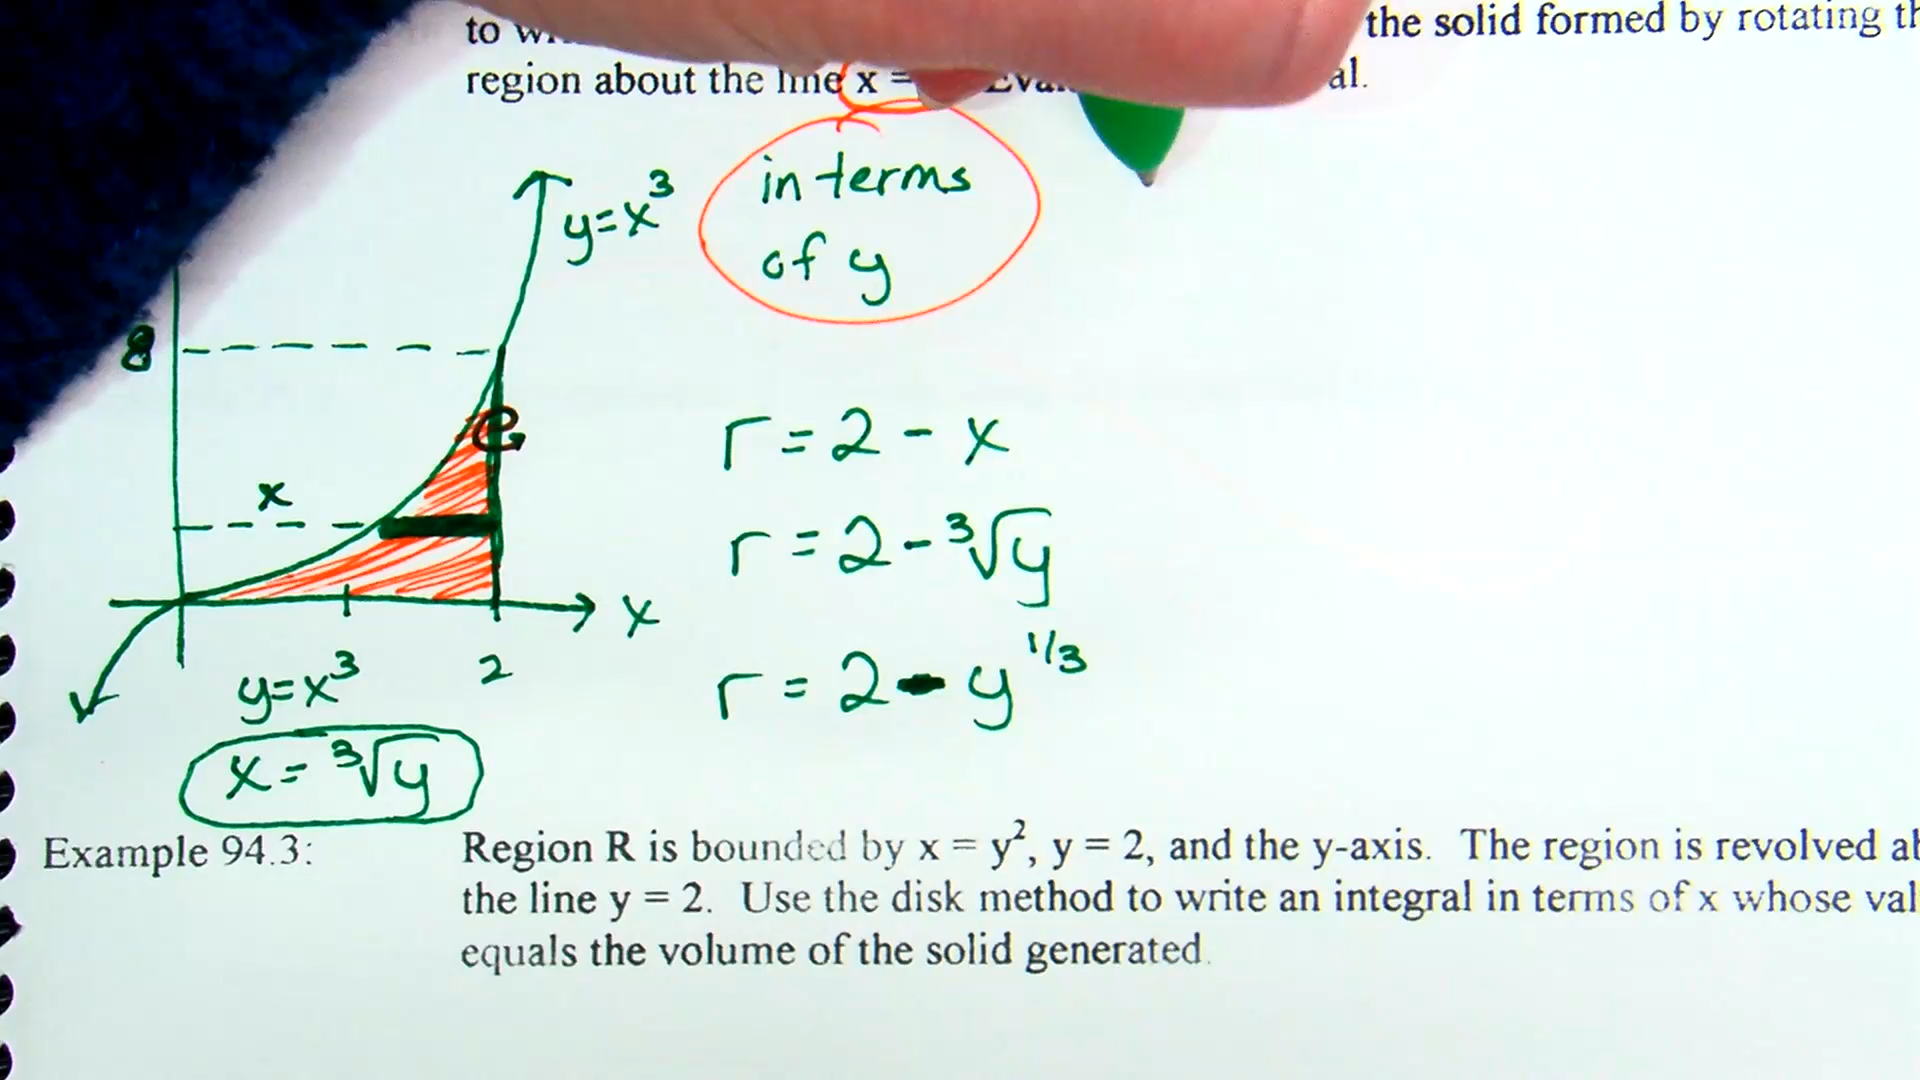 to
the solid formed by rotating
region about the line x =
al.
in terms
of y
y=x³
8
x
r = 2 - x
r = 2 - ³√y
r = 2 - y^1/3
x
2
y=x³
x = ³√y
Example 94.3:
Region R is bounded by x = y², y = 2, and the y-axis. The region is revolved
the line y = 2. Use the disk method to write an integral in terms of x whose
equals the volume of the solid generated.